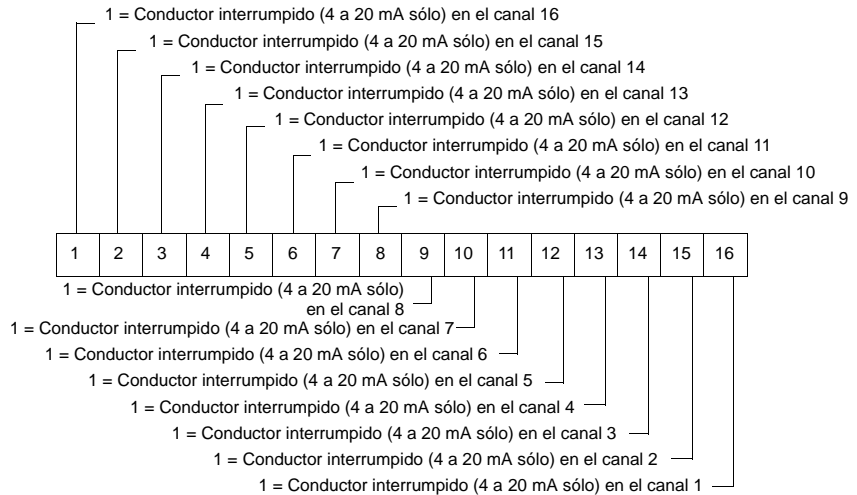 1 = Conductor interrumpido (4 a 20 mA sólo) en el canal 16
1 = Conductor interrumpido (4 a 20 mA sólo) en el canal 15
1 = Conductor interrumpido (4 a 20 mA sólo) en el canal 14
1 = Conductor interrumpido (4 a 20 mA sólo) en el canal 13
1 = Conductor interrumpido (4 a 20 mA sólo) en el canal 12
1 = Conductor interrumpido (4 a 20 mA sólo) en el canal 11
1 = Conductor interrumpido (4 a 20 mA sólo) en el canal 10
1 = Conductor interrumpido (4 a 20 mA sólo) en el canal 9
1 2 3 4 5 6 7 8 9 10 11 12 13 14 15 16
1 = Conductor interrumpido (4 a 20 mA sólo)
en el canal 8
1 = Conductor interrumpido (4 a 20 mA sólo) en el canal 7
1 = Conductor interrumpido (4 a 20 mA sólo) en el canal 6
1 = Conductor interrumpido (4 a 20 mA sólo) en el canal 5
1 = Conductor interrumpido (4 a 20 mA sólo) en el canal 4
1 = Conductor interrumpido (4 a 20 mA sólo) en el canal 3
1 = Conductor interrumpido (4 a 20 mA sólo) en el canal 2
1 = Conductor interrumpido (4 a 20 mA sólo) en el canal 1